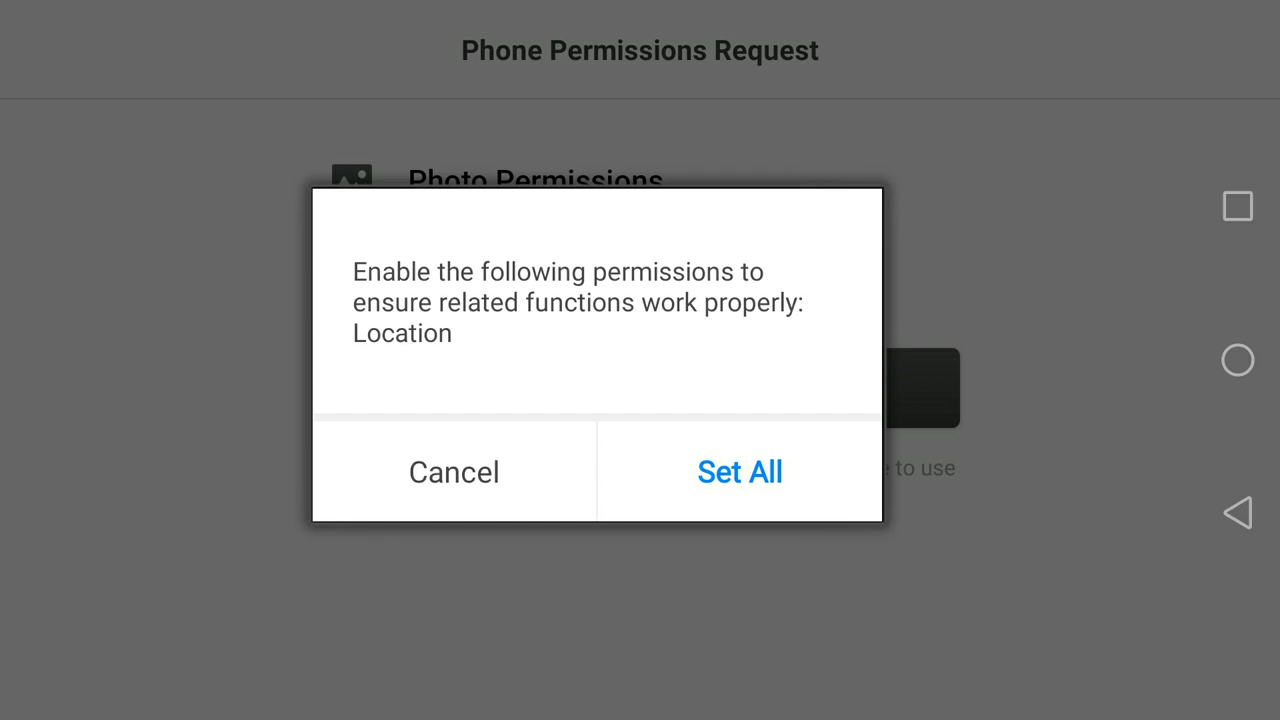 Phone Permissions Request
Photo Permissions
Enable the following permissions to
ensure related functions work properly:
Location
to use
Cancel
Set All